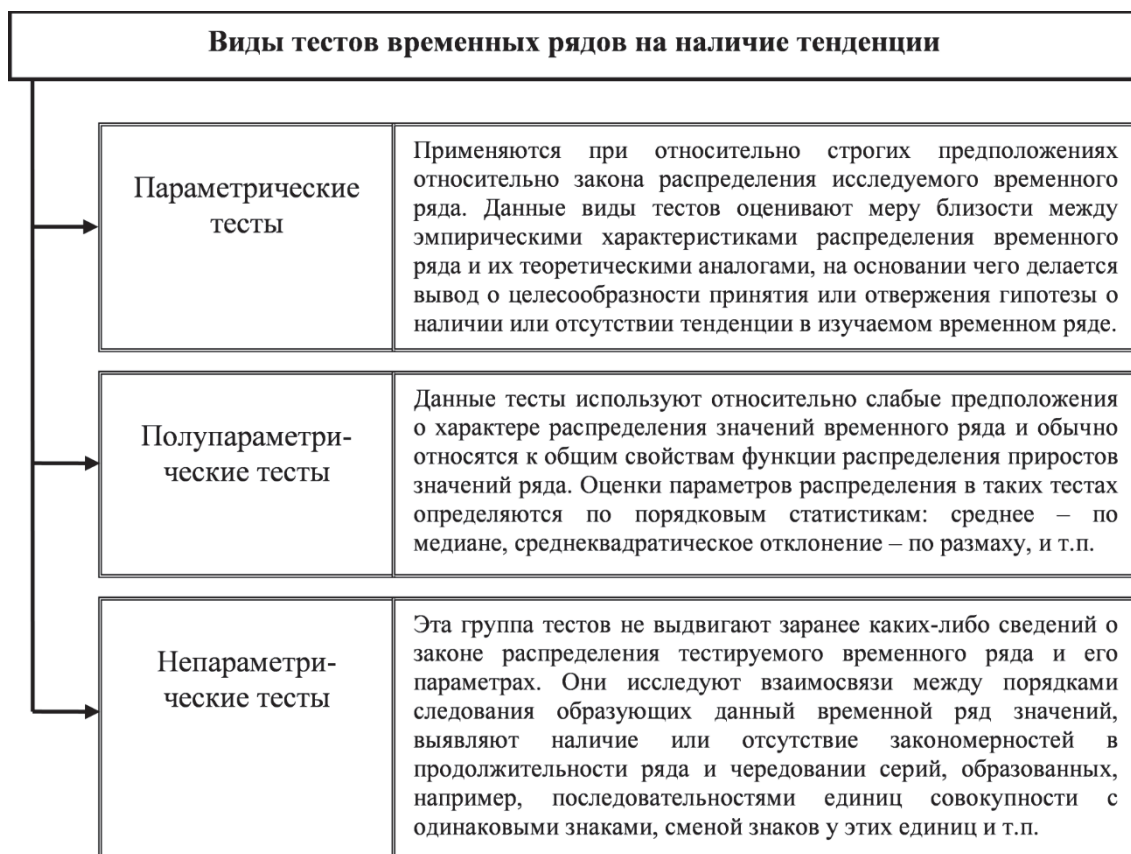 Виды тестов временных рядов на наличие тенденции
Параметрические
тесты
Применяются при относительно строгих предположениях
относительно закона распределения исследуемого временного
ряда. Данные виды тестов оценивают меру близости между
эмпирическими характеристиками распределения временного
ряда и их теоретическими аналогами, на основании чего делается
вывод о целесообразности принятия или отвержения гипотезы о
наличии или отсутствии тенденции в изучаемом временном ряде.
Полупараметри-
ческие тесты
Данные тесты используют относительно слабые предположения
о характере распределения значений временного ряда и обычно
относятся к общим свойствам функции распределения приростов
значений ряда. Оценки параметров распределения в таких тестах
определяются по порядковым статистикам: среднее – по
медиане, среднеквадратическое отклонение – по размаху, и т.п.
Непараметри-
ческие тесты
Эта группа тестов не выдвигают заранее каких-либо сведений о
законе распределения тестируемого временного ряда и его
параметрах. Они исследуют взаимосвязи между порядками
следования образующих данный временной ряд значений,
выявляют наличие или отсутствие закономерностей в
продолжительности ряда и чередовании серий, образованных,
например, последовательностями единиц совокупности с
одинаковыми знаками, сменой знаков у этих единиц и т.п.